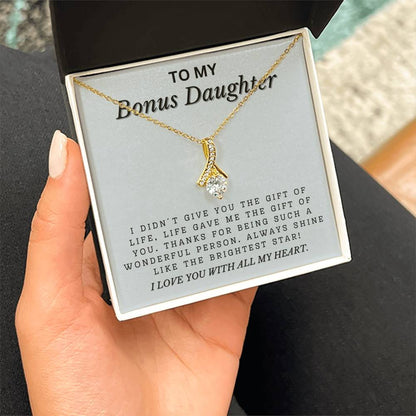 TO MY
Bonus Daughter
I DIDN'T GIVE YOU THE GIFT OF
LIFE, LIFE GAVE ME THE GIFT OF
YOU. THANKS FOR BEING SUCH A
WONDERFUL PERSON. ALWAYS SHINE
LIKE THE BRIGHTEST STAR!
I LOVE YOU WITH ALL MY HEART.